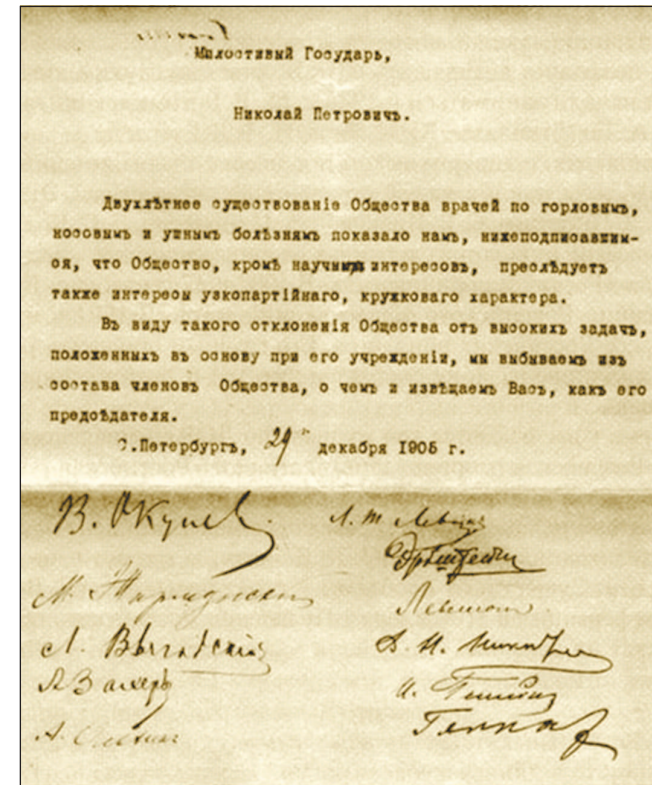 Милостивый Государь,
Николай Петровичъ.
Двухлѣтнее существованіе Общества врачей по горловымъ,
носовымъ и ушнымъ болѣзнямъ показало намъ, нижеподписавшим-
ся, что Общество, кромѣ научныхъ интересовъ, преслѣдуетъ
также интересы узкопартійнаго, кружковаго характера.
Въ виду такого отклоненія Общества отъ высокихъ задачъ,
положенныхъ въ основу при его учрежденіи, мы выбываемъ изъ
состава членовъ Общества, о чемъ и извѣщаемъ Васъ, какъ его
предсѣдателя.
С.Петербургъ, 29 декабря 1905 г.
В. Окунев
Л. Выгодскій